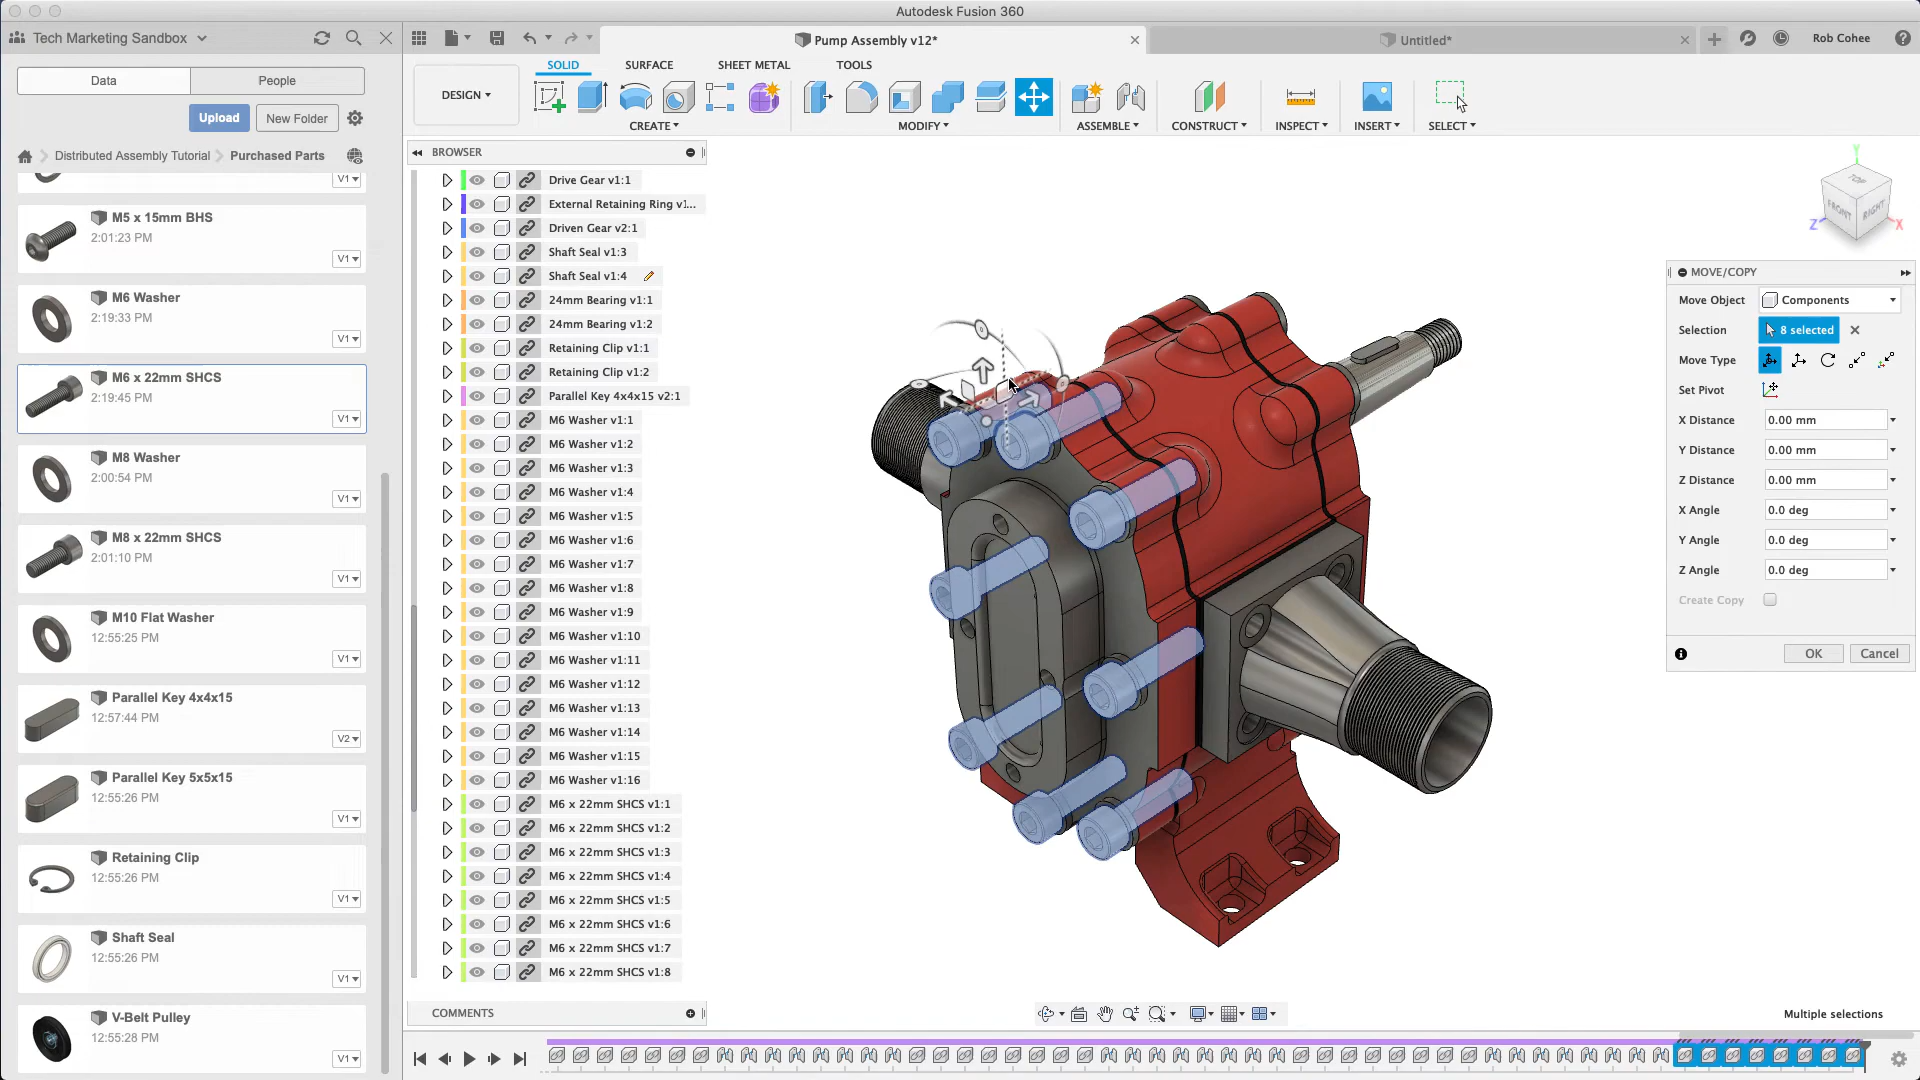 Autodesk Fusion 360
Tech Marketing Sandbox
Pump Assembly v12*
Untitled*
Rob Cohee
Data
People
Upload
New Folder
Distributed Assembly Tutorial
Purchased Parts
V1
M5 x 15mm BHS
2:01:23 PM
V1
M6 Washer
2:19:33 PM
V1
M6 x 22mm SHCS
2:19:45 PM
V1
M8 Washer
2:00:54 PM
V1
M8 x 22mm SHCS
2:01:10 PM
V1
M10 Flat Washer
12:55:25 PM
V1
Parallel Key 4x4x15
12:57:44 PM
V2
Parallel Key 5x5x15
12:55:26 PM
V1
Retaining Clip
12:55:26 PM
V1
Shaft Seal
12:55:26 PM
V1
V-Belt Pulley
12:55:28 PM
V1
SOLID
SURFACE
SHEET METAL
TOOLS
DESIGN
CREATE
MODIFY
ASSEMBLE
CONSTRUCT
INSPECT
INSERT
SELECT
BROWSER
Drive Gear v1:1
External Retaining Ring v1...
Driven Gear v2:1
Shaft Seal v1:3
Shaft Seal v1:4
24mm Bearing v1:1
24mm Bearing v1:2
Retaining Clip v1:1
Retaining Clip v1:2
Parallel Key 4x4x15 v2:1
M6 Washer v1:1
M6 Washer v1:2
M6 Washer v1:3
M6 Washer v1:4
M6 Washer v1:5
M6 Washer v1:6
M6 Washer v1:7
M6 Washer v1:8
M6 Washer v1:9
M6 Washer v1:10
M6 Washer v1:11
M6 Washer v1:12
M6 Washer v1:13
M6 Washer v1:14
M6 Washer v1:15
M6 Washer v1:16
M6 x 22mm SHCS v1:1
M6 x 22mm SHCS v1:2
M6 x 22mm SHCS v1:3
M6 x 22mm SHCS v1:4
M6 x 22mm SHCS v1:5
M6 x 22mm SHCS v1:6
M6 x 22mm SHCS v1:7
M6 x 22mm SHCS v1:8
COMMENTS
Y
TOP
FRONT
RIGHT
Z
X
MOVE/COPY
Move Object
Components
Selection
8 selected
Move Type
Set Pivot
X Distance
0.00 mm
Y Distance
0.00 mm
Z Distance
0.00 mm
X Angle
0.0 deg
Y Angle
0.0 deg
Z Angle
0.0 deg
Create Copy
OK
Cancel
Multiple selections